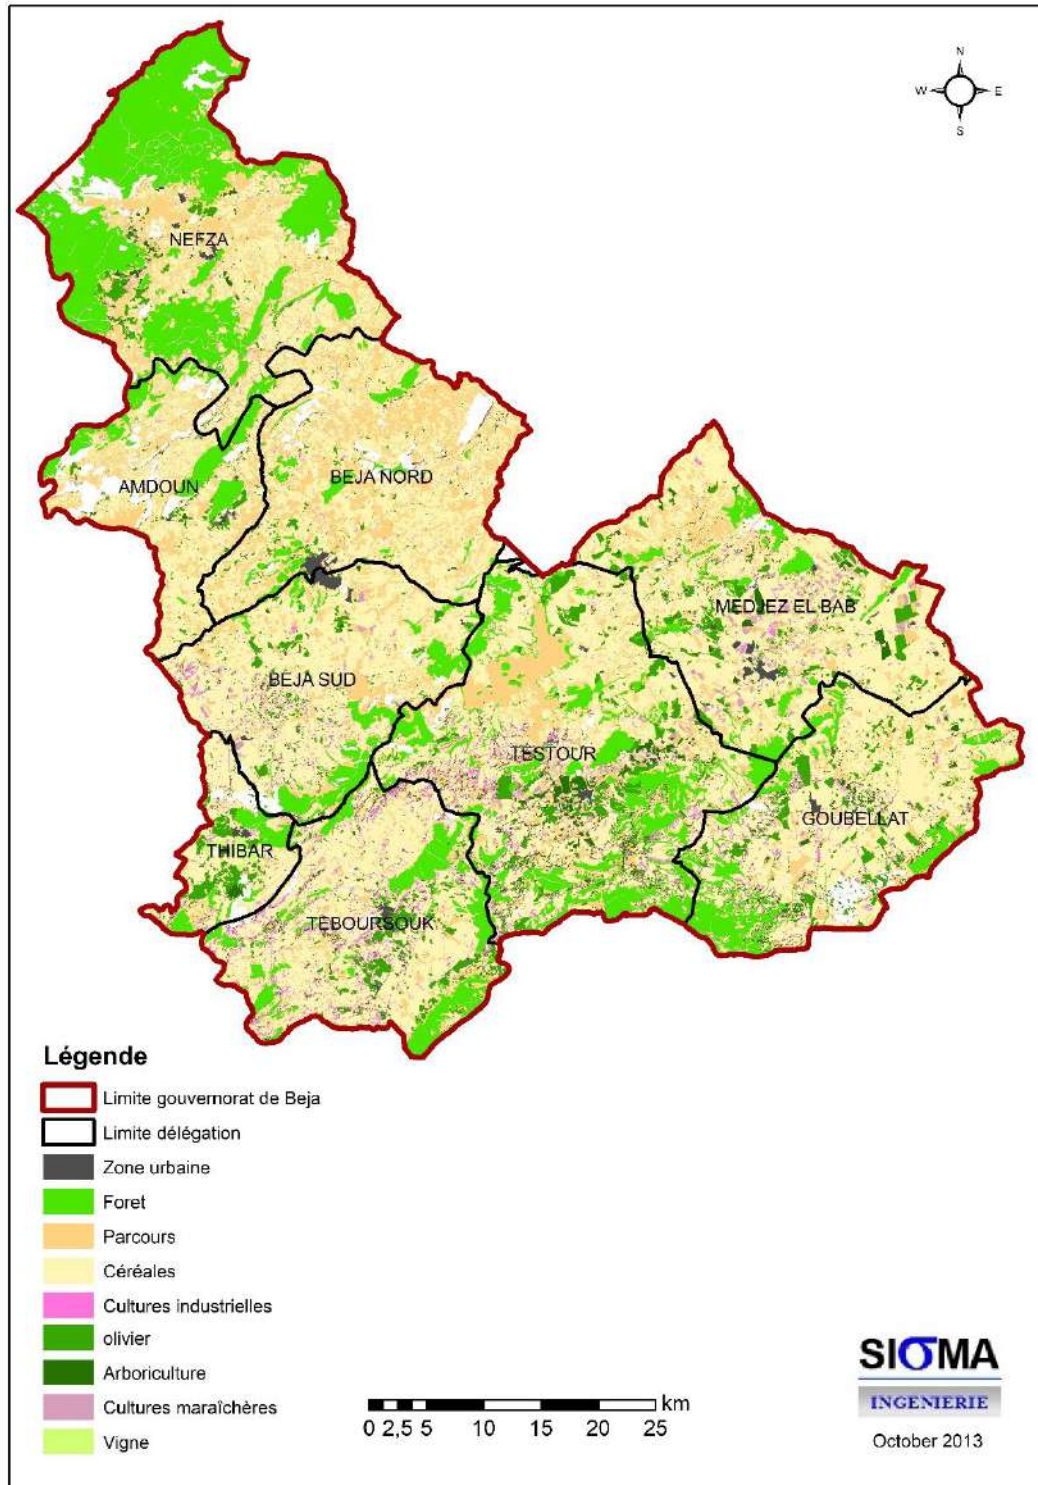 N
W E
S
NEFZA
AMDOUN
BEJA NORD
MEDJEZ EL BAB
BEJA SUD
TESTOUR
GOUBELLAT
THIBAR
TEBOURSOUK
Légende
Limite gouvernorat de Beja
Limite délégation
Zone urbaine
Foret
Parcours
Céréales
Cultures industrielles
olivier
Arboriculture
Cultures maraîchères
Vigne
km
0 2,5 5 10 15 20 25
SIGMA
INGENIERIE
October 2013